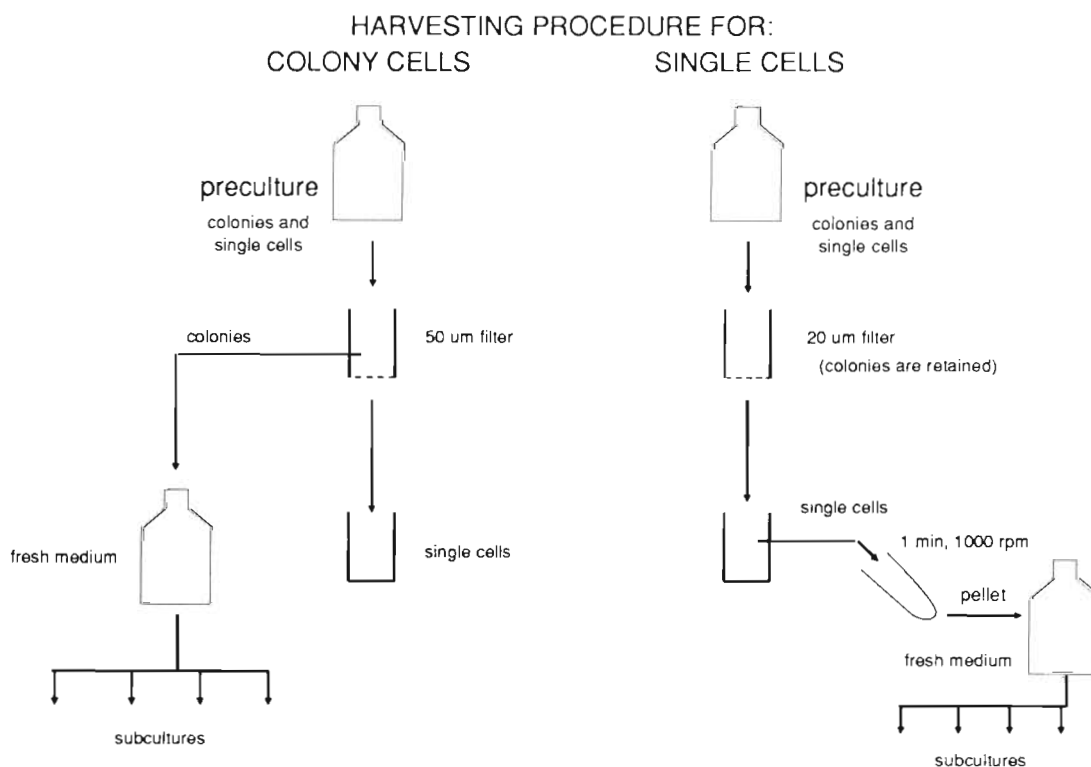 HARVESTING PROCEDURE FOR:
COLONY CELLS
SINGLE CELLS
preculture
colonies and
single cells
colonies
50 um filter
fresh medium
single cells
subcultures
preculture
colonies and
single cells
20 um filter
(colonies are retained)
single cells
1 min, 1000 rpm
pellet
fresh medium
subcultures